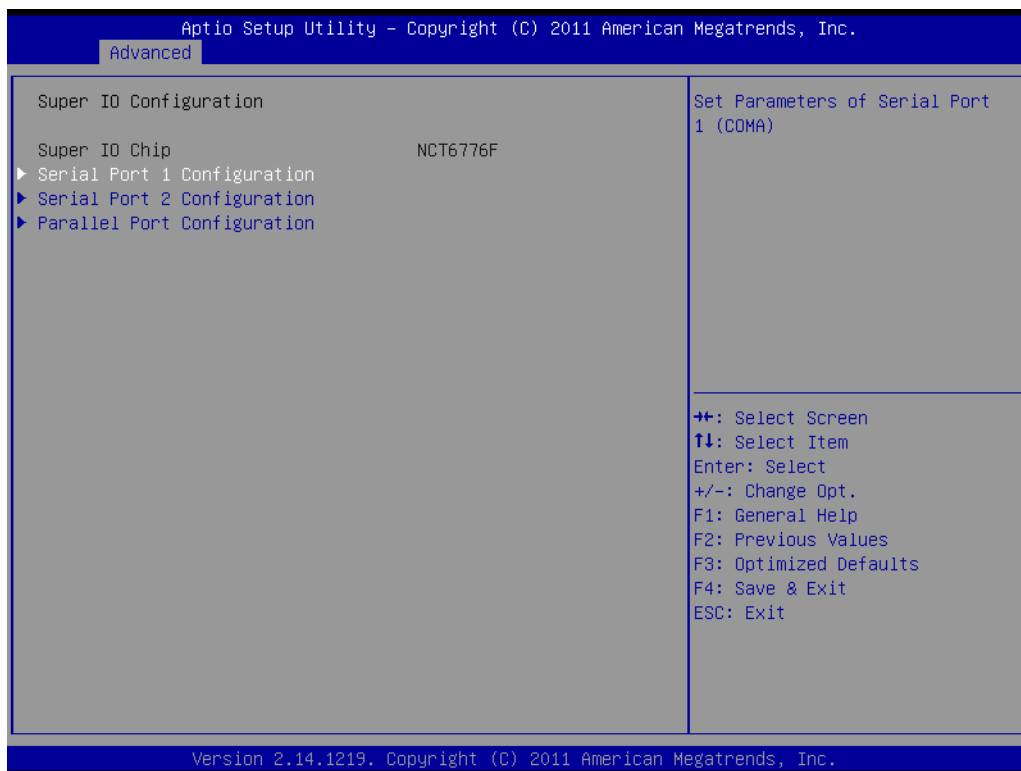 Aptio Setup Utility – Copyright (C) 2011 American Megatrends, Inc.
Advanced
Super IO Configuration
Super IO Chip NCT6776F
▶ Serial Port 1 Configuration
▶ Serial Port 2 Configuration
▶ Parallel Port Configuration
Set Parameters of Serial Port
1 (COMA)
→←: Select Screen
↑↓: Select Item
Enter: Select
+/-: Change Opt.
F1: General Help
F2: Previous Values
F3: Optimized Defaults
F4: Save & Exit
ESC: Exit
Version 2.14.1219. Copyright (C) 2011 American Megatrends, Inc.